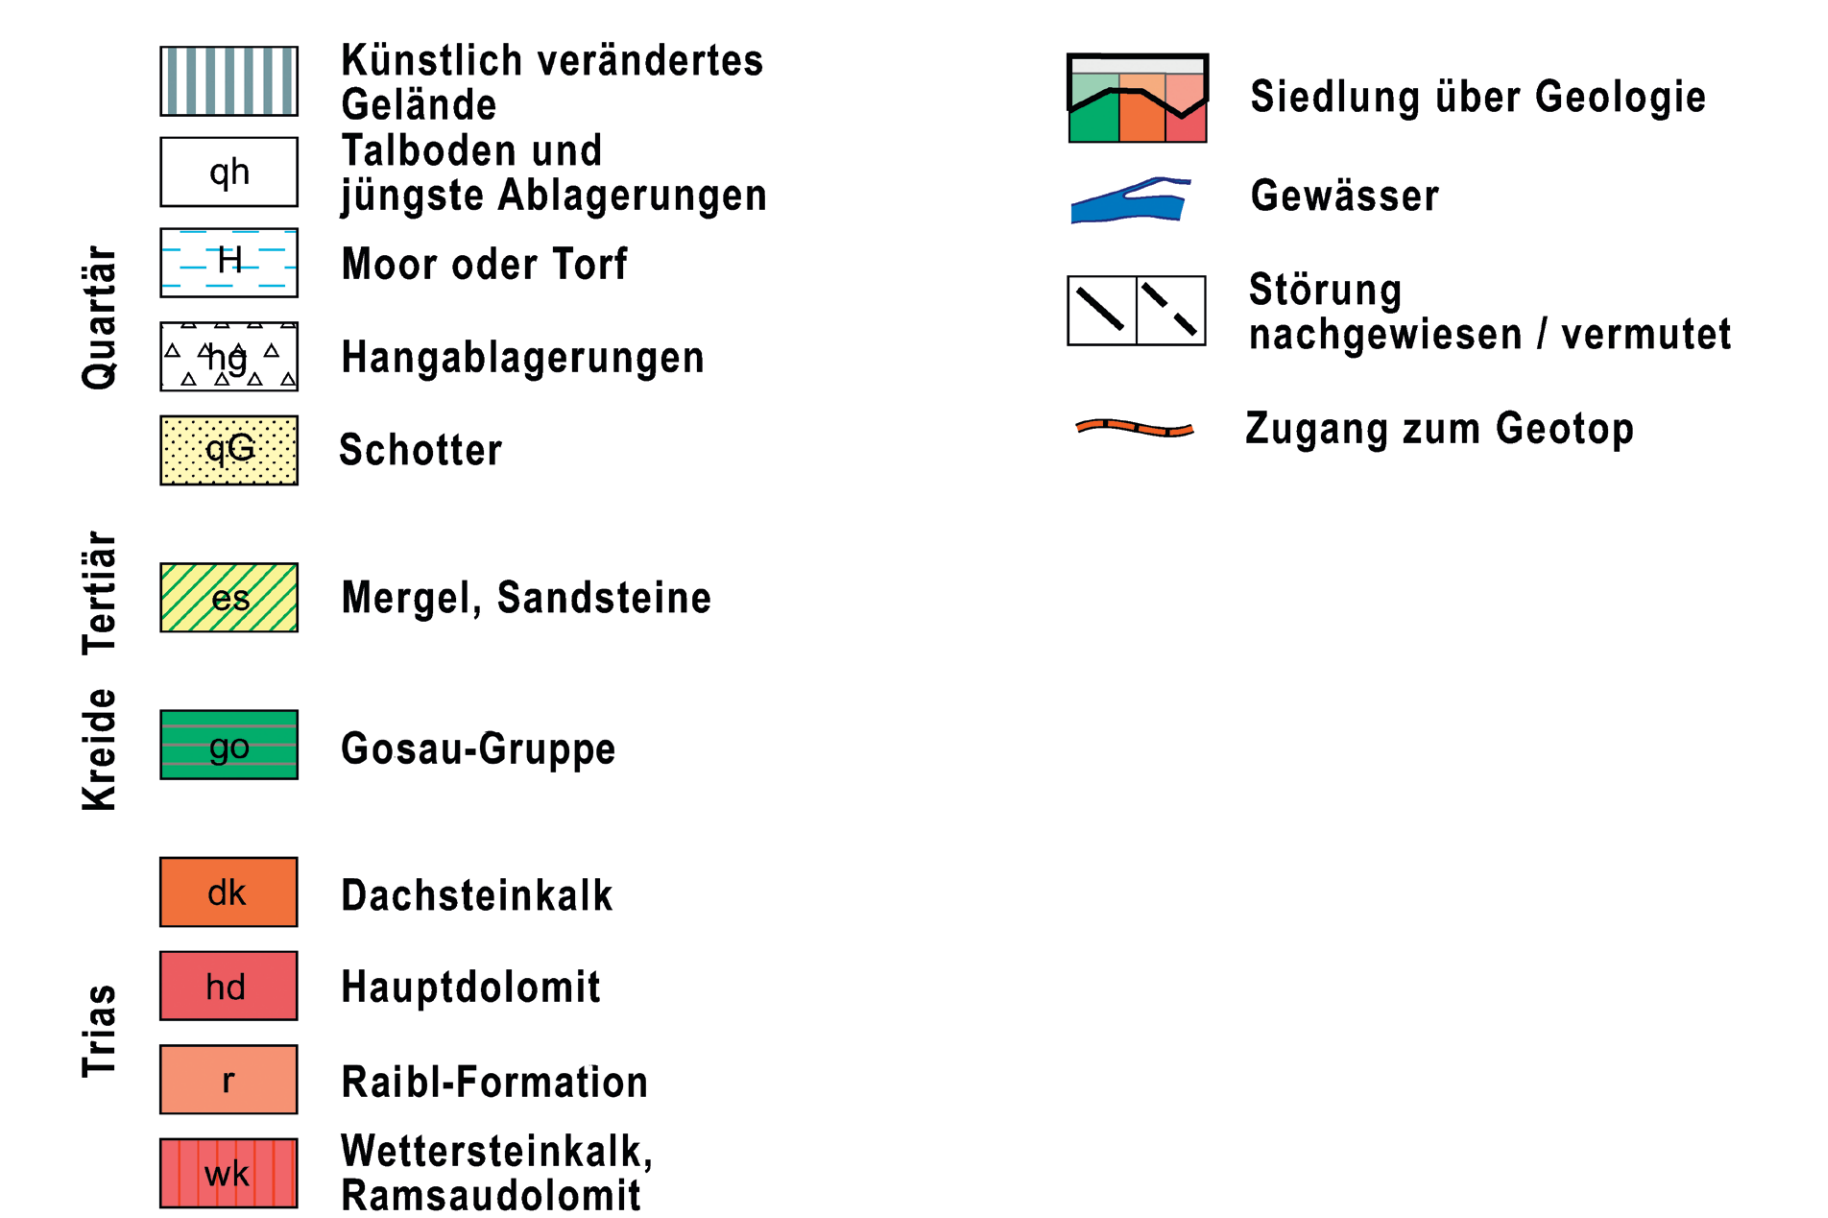 Quartär
Künstlich verändertes
Gelände
qh
Talboden und
jüngste Ablagerungen
H
Moor oder Torf
hg
Hangablagerungen
qG
Schotter
Tertiär
es
Mergel, Sandsteine
Kreide
go
Gosau-Gruppe
Trias
dk
Dachsteinkalk
hd
Hauptdolomit
r
Raibl-Formation
wk
Wettersteinkalk,
Ramsaudolomit
Siedlung über Geologie
Gewässer
Störung
nachgewiesen / vermutet
Zugang zum Geotop